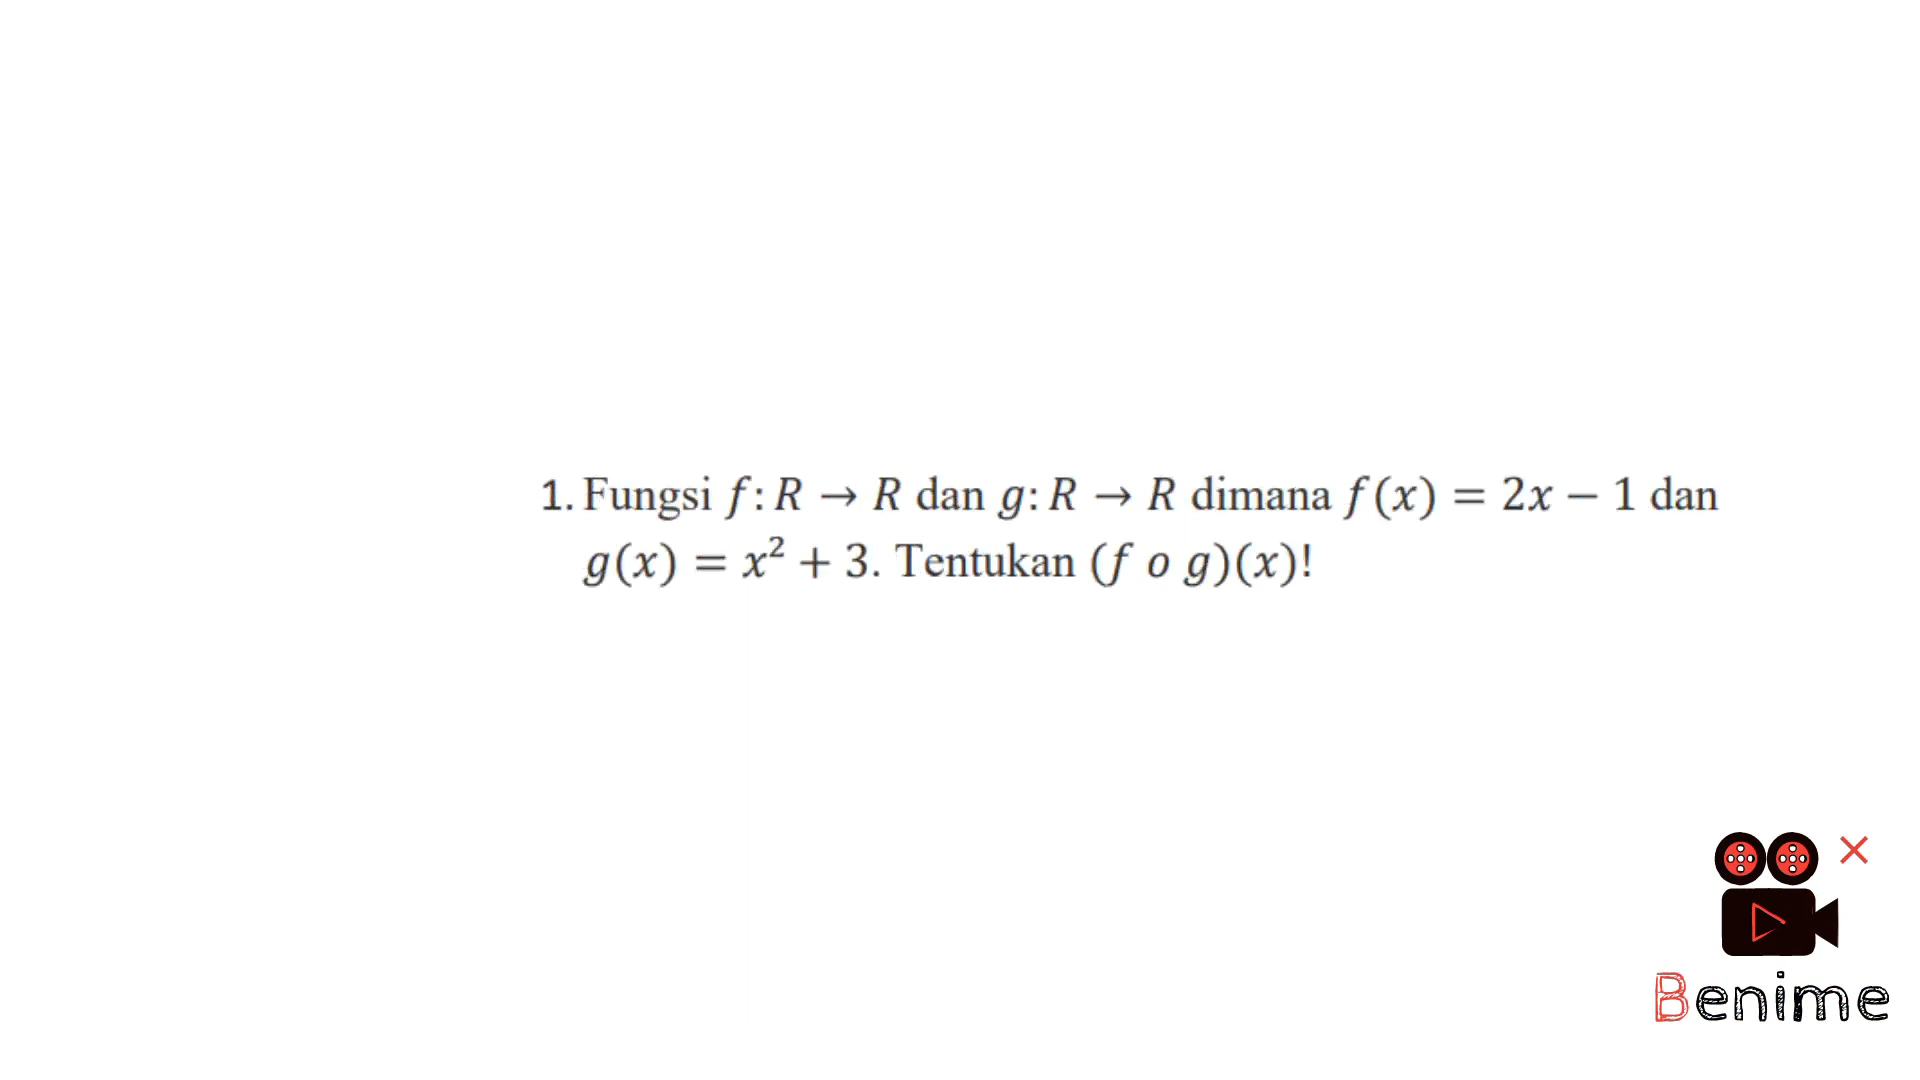 1. Fungsi f: R → R dan g: R → R dimana f(x) = 2x − 1 dan
g(x) = x² + 3. Tentukan (f o g)(x)!
Benime